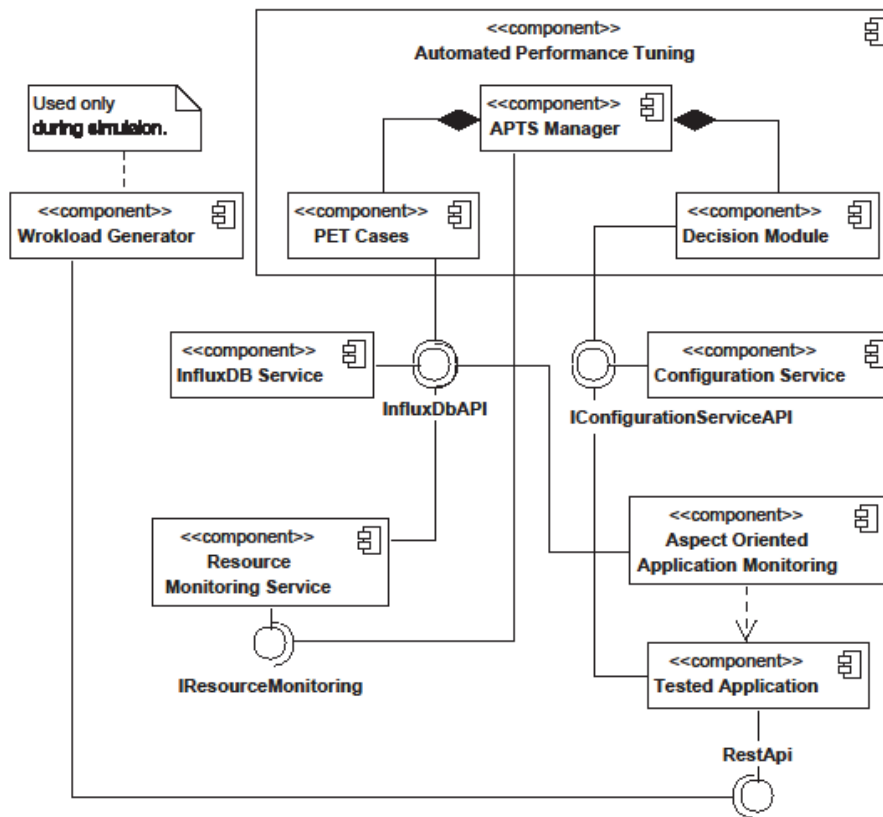 <<component>>
Automated Performance Tuning
Used only
during simulsion.
<<component>>
APTS Manager
<<component>>
Wrokload Generator
<<component>>
PET Cases
<<component>>
Decision Module
<<component>>
InfluxDB Service
<<component>>
Configuration Service
InfluxDbAPI
IConfigurationServiceAPI
<<component>>
Resource
Monitoring Service
<<component>>
Aspect Oriented
Application Monitoring
IResourceMonitoring
<<component>>
Tested Application
RestApi